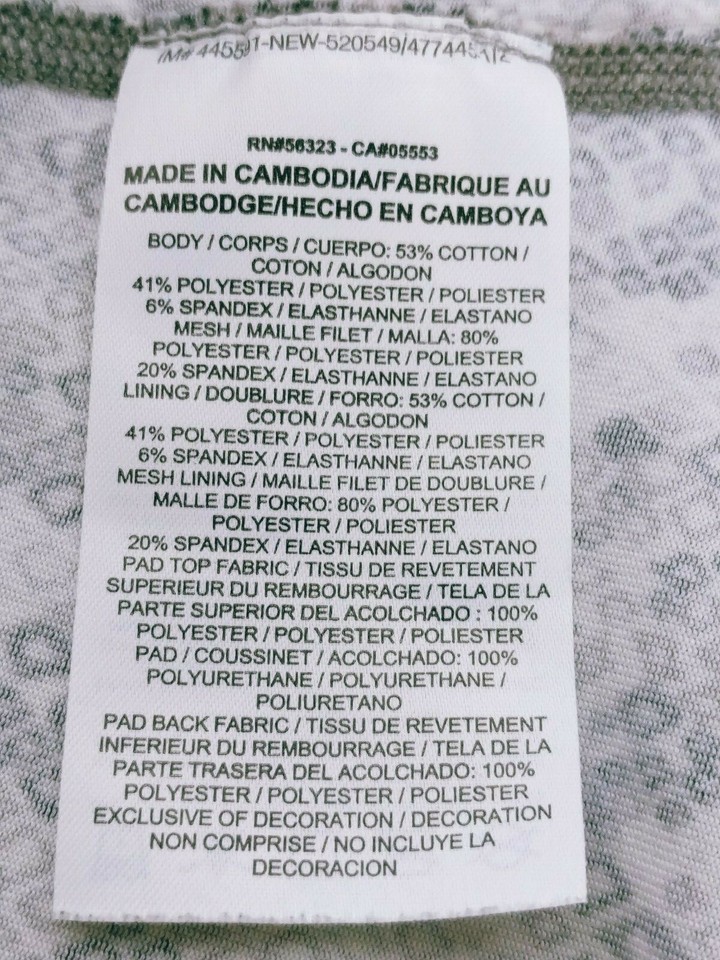 RN#56323 - CA#05553
MADE IN CAMBODIA/FABRIQUE AU
CAMBODGE/HECHO EN CAMBOYA
BODY / CORPS / CUERPO: 53% COTTON /
COTON / ALGODON
41% POLYESTER / POLYESTER / POLIESTER
6% SPANDEX / ELASTHANNE / ELASTANO
MESH / MAILLE FILET / MALLA: 80%
POLYESTER / POLYESTER / POLIESTER
20% SPANDEX / ELASTHANNE / ELASTANO
LINING / DOUBLURE / FORRO: 53% COTTON /
COTON / ALGODON
41% POLYESTER / POLYESTER / POLIESTER
6% SPANDEX / ELASTHANNE / ELASTANO
MESH LINING / MAILLE FILET DE DOUBLURE /
MALLE DE FORRO: 80% POLYESTER /
POLYESTER / POLIESTER
20% SPANDEX / ELASTHANNE / ELASTANO
PAD TOP FABRIC / TISSU DE REVETEMENT
SUPERIEUR DU REMBOURRAGE / TELA DE LA
PARTE SUPERIOR DEL ACOLCHADO : 100%
POLYESTER / POLYESTER / POLIESTER
PAD / COUSSINET / ACOLCHADO: 100%
POLYURETHANE / POLYURETHANE /
POLIURETANO
PAD BACK FABRIC / TISSU DE REVETEMENT
INFERIEUR DU REMBOURRAGE / TELA DE LA
PARTE TRASERA DEL ACOLCHADO: 100%
POLYESTER / POLYESTER / POLIESTER
EXCLUSIVE OF DECORATION / DECORATION
NON COMPRISE / NO INCLUYE LA
DECORACION